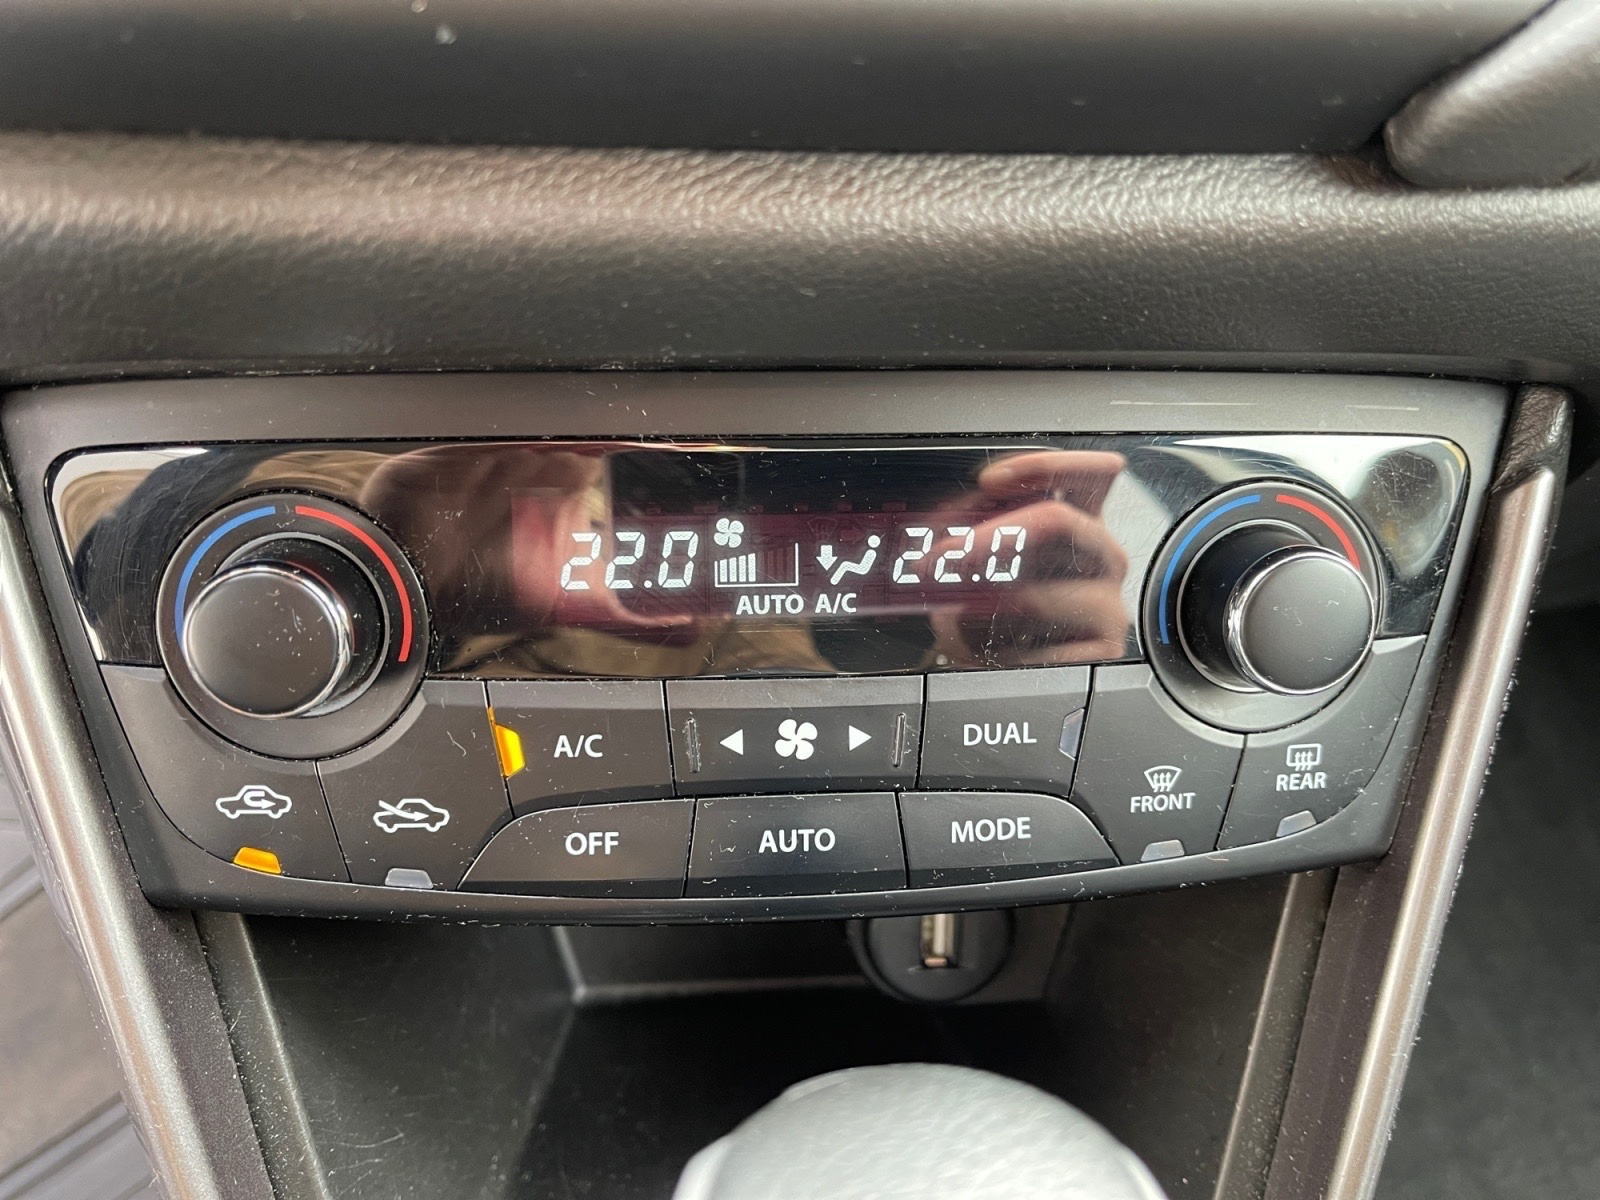 22.0 22.0
AUTO A/C
A/C
DUAL
FRONT
REAR
OFF
AUTO
MODE